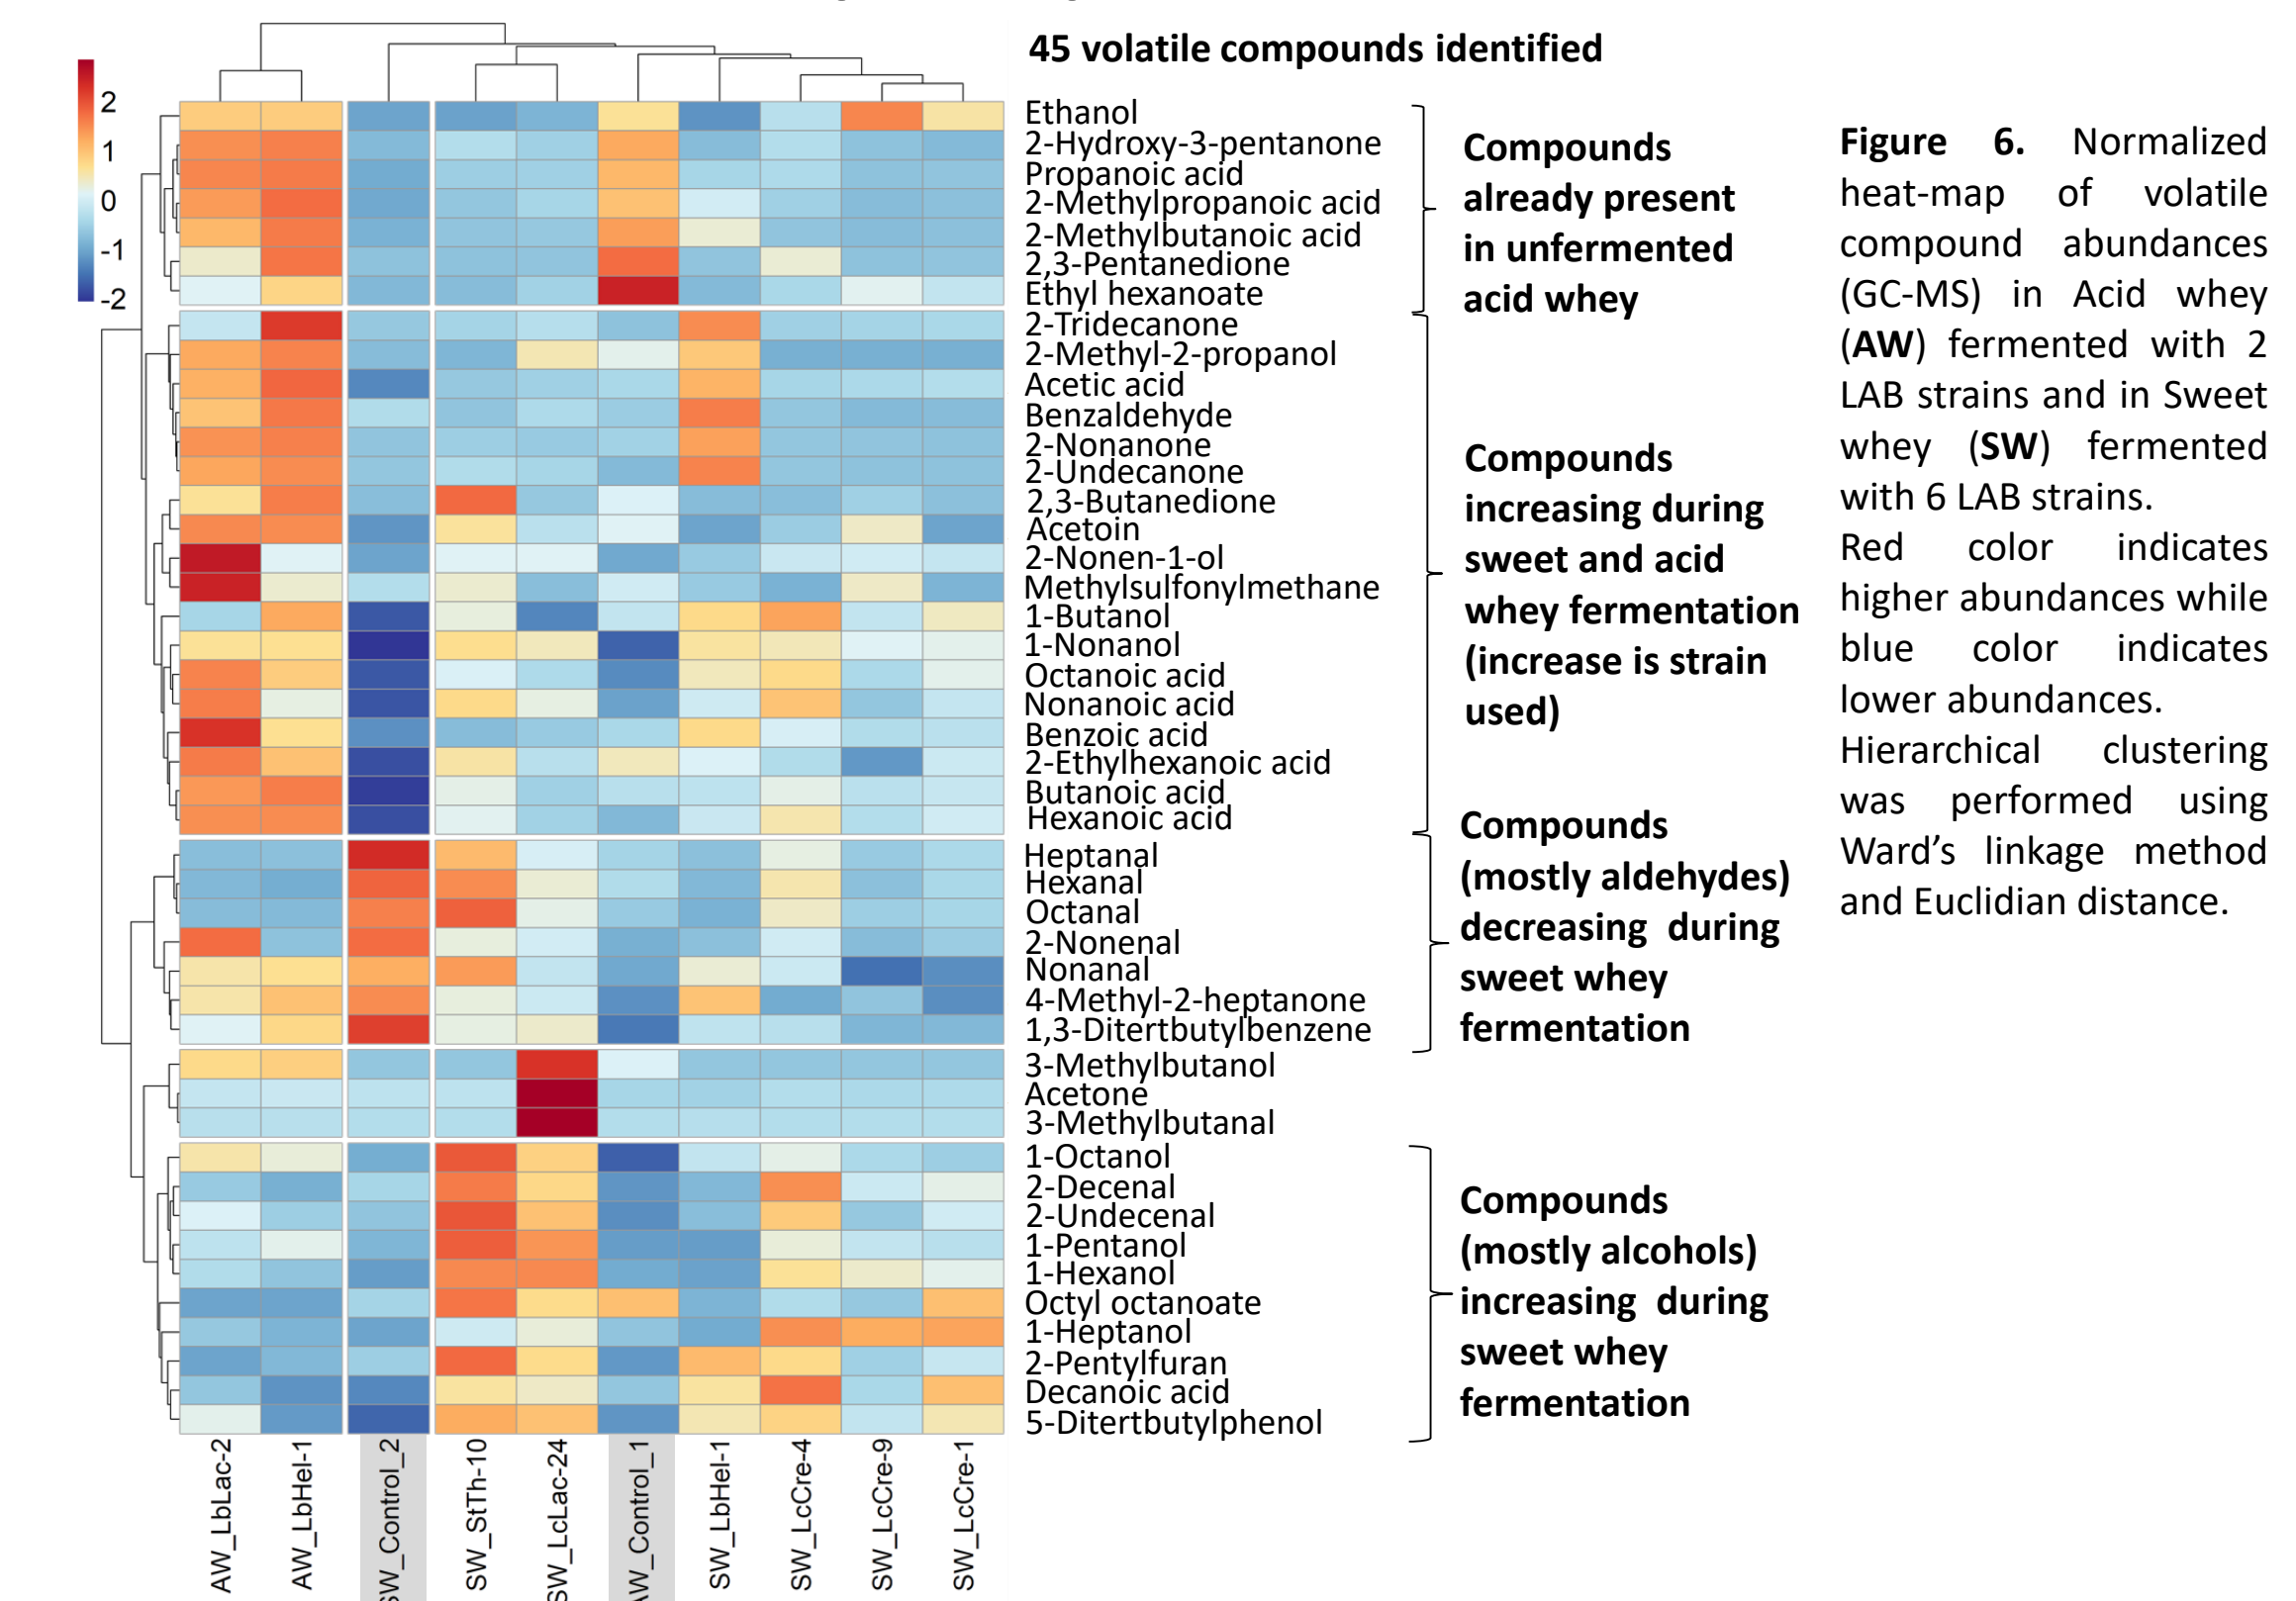 45 volatile compounds identified
2
1
0
-1
-2
Ethanol
2-Hydroxy-3-pentanone
Propanoic acid
2-Methylpropanoic acid
2-Methylbutanoic acid
2,3-Pentanedione
Ethyl hexanoate
2-Tridecanone
2-Methyl-2-propanol
Acetic acid
Benzaldehyde
2-Nonanone
2-Undecanone
2,3-Butanedione
Acetoin
2-Nonen-1-ol
Methylsulfonylmethane
1-Butanol
1-Nonanol
Octanoic acid
Nonanoic acid
Benzoic acid
2-Ethylhexanoic acid
Butanoic acid
Hexanoic acid
Heptanal
Hexanal
Octanal
2-Nonenal
Nonanal
4-Methyl-2-heptanone
1,3-Ditertbutylbenzene
3-Methylbutanol
Acetone
3-Methylbutanal
1-Octanol
2-Decenal
2-Undecenal
1-Pentanol
1-Hexanol
Octyl octanoate
1-Heptanol
2-Pentylfuran
Decanoic acid
5-Ditertbutylphenol
Compounds
already present
in unfermented
acid whey
Compounds
increasing during
sweet and acid
whey fermentation
(increase is strain
used)
Compounds
(mostly aldehydes)
decreasing during
sweet whey
fermentation
Compounds
(mostly alcohols)
increasing during
sweet whey
fermentation
Figure 6. Normalized
heat-map of volatile
compound abundances
(GC-MS) in Acid whey
(AW) fermented with 2
LAB strains and in Sweet
whey (SW) fermented
with 6 LAB strains.
Red color indicates
higher abundances while
blue color indicates
lower abundances.
Hierarchical clustering
was performed using
Ward's linkage method
and Euclidian distance.
AW_LbLac-2
AW_LbHel-1
SW_Control_2
SW_StTh-10
SW_LcLac-24
AW_Control_1
SW_LbHel-1
SW_LcCre-4
SW_LcCre-9
SW_LcCre-1